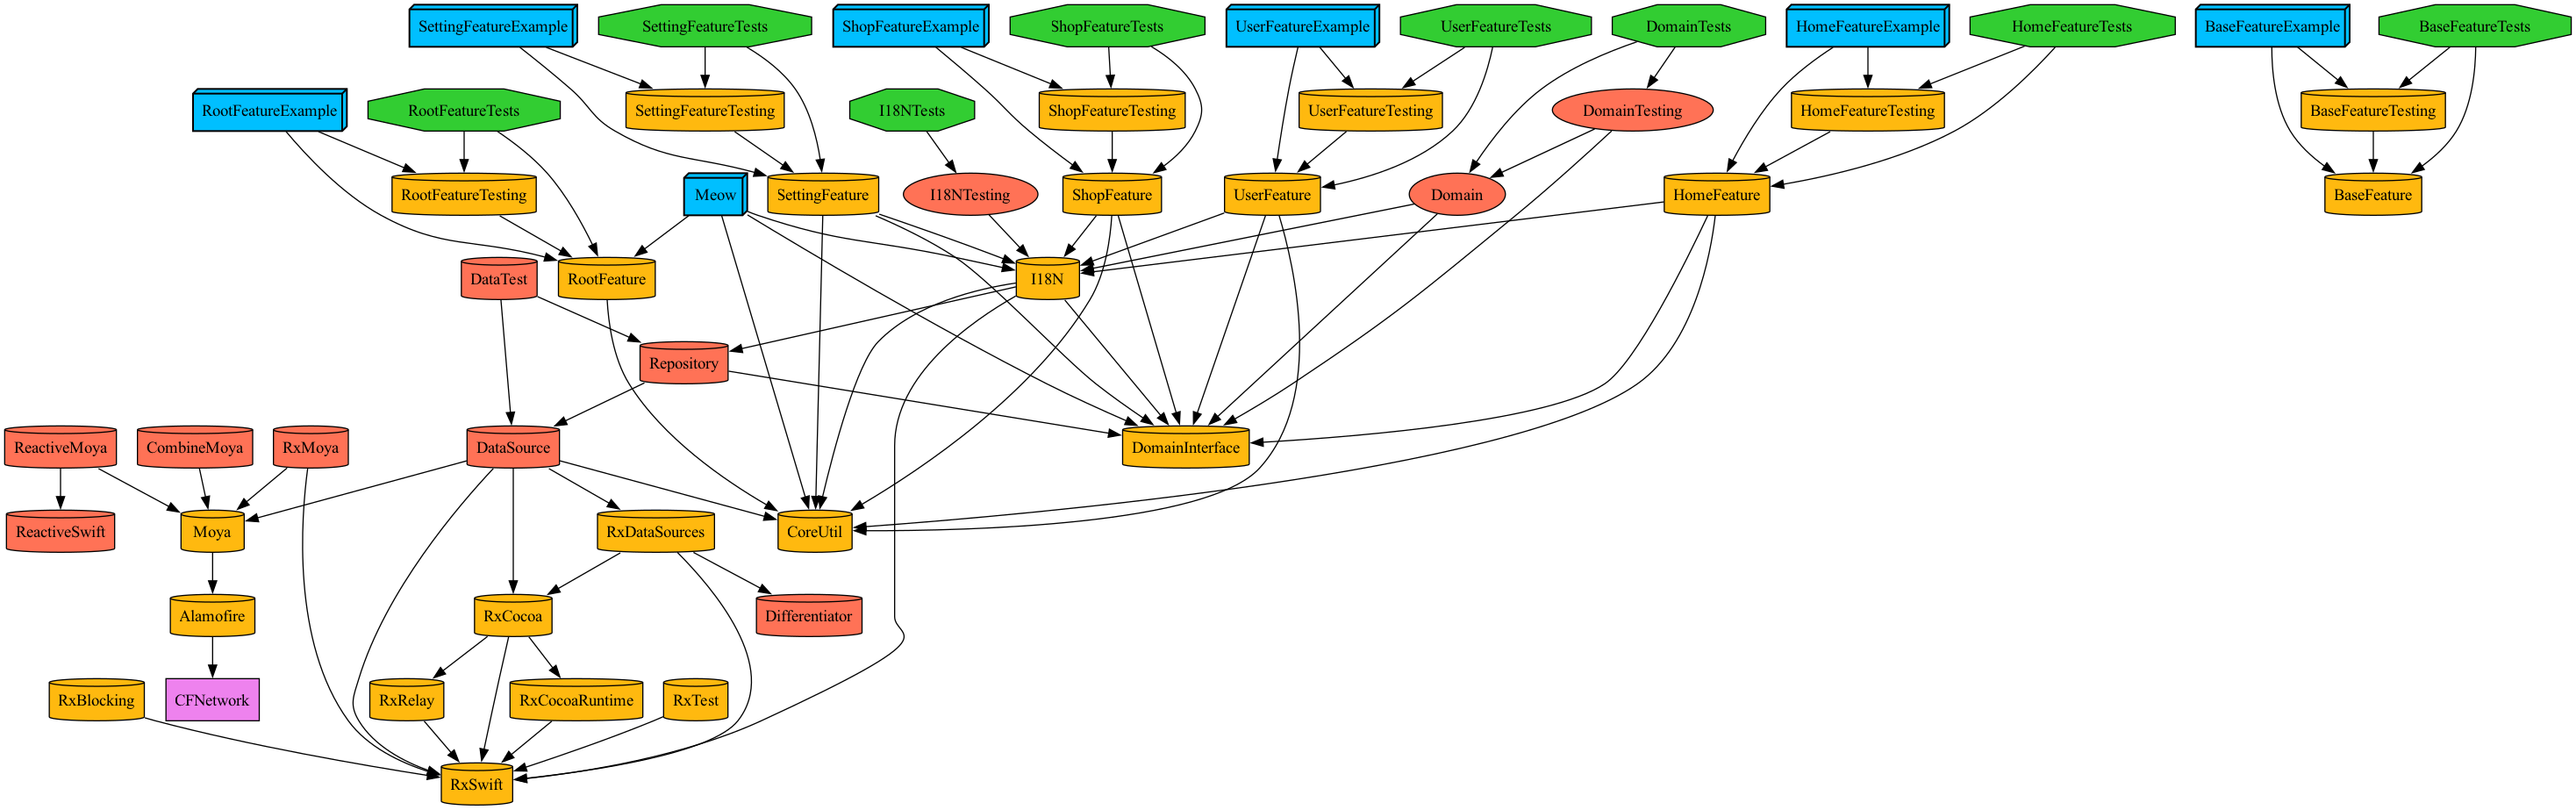 SettingFeatureExample
SettingFeatureTests
ShopFeatureExample
ShopFeatureTests
UserFeatureExample
UserFeatureTests
DomainTests
HomeFeatureExample
HomeFeatureTests
BaseFeatureExample
BaseFeatureTests
RootFeatureExample
RootFeatureTests
SettingFeatureTesting
I18NTests
ShopFeatureTesting
UserFeatureTesting
DomainTesting
HomeFeatureTesting
BaseFeatureTesting
RootFeatureTesting
Meow
SettingFeature
I18NTesting
ShopFeature
UserFeature
Domain
HomeFeature
BaseFeature
DataTest
RootFeature
I18N
Repository
ReactiveMoya
CombineMoya
RxMoya
DataSource
DomainInterface
ReactiveSwift
Moya
RxDataSources
CoreUtil
Alamofire
RxCocoa
Differentiator
RxBlocking
CFNetwork
RxRelay
RxCocoaRuntime
RxTest
RxSwift